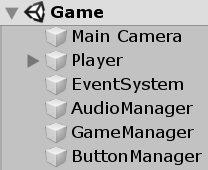 Game
Main Camera
Player
EventSystem
AudioManager
GameManager
ButtonManager